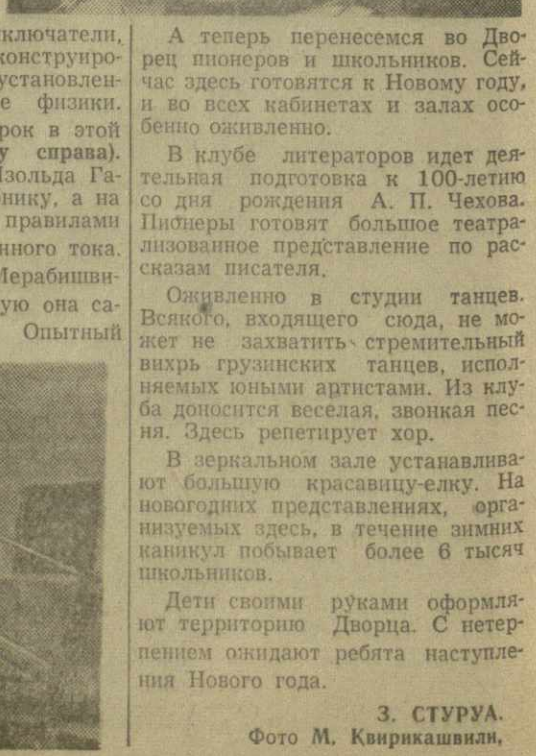 ключатели,
конструиро-
установлен-
е физики.
рок в этой
у справа).
Изольда Га-
нику, а на
правилами
нного тока.
Мерабишви-
ую она са-
Опытный
А теперь перенесемся во Дво-
рец пионеров и школьников. Сей-
час здесь готовятся к Новому году,
и во всех кабинетах и залах осо-
бенно оживленно.
В клубе литераторов идет дея-
тельная подготовка к 100-летию
со дня рождения А. П. Чехова.
Пионеры готовят большое театра-
лизованное представление по рас-
сказам писателя.
Оживленно в студии танцев.
Всякого, входящего сюда, не мо-
жет не захватить стремительный
вихрь грузинских танцев, испол-
няемых юными артистами. Из клу-
ба доносится веселая, звонкая пес-
ня. Здесь репетирует хор.
В зеркальном зале устанавлива-
ют большую красавицу-елку. На
новогодних представлениях, орга-
низуемых здесь, в течение зимних
каникул побывает более 6 тысяч
школьников.
Дети своими руками оформля-
ют территорию Дворца. С нетер-
пением ожидают ребята наступле-
ния Нового года.
З. СТУРУА.
Фото М. Квирикашвили.